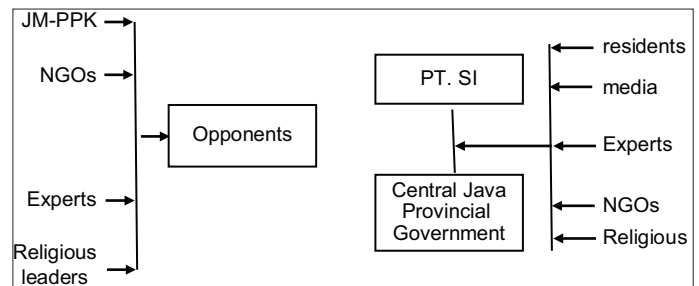 JM-PPK
NGOs
Opponents
Experts
Religious
leaders
PT. SI
Central Java
Provincial
Government
residents
media
Experts
NGOs
Religious